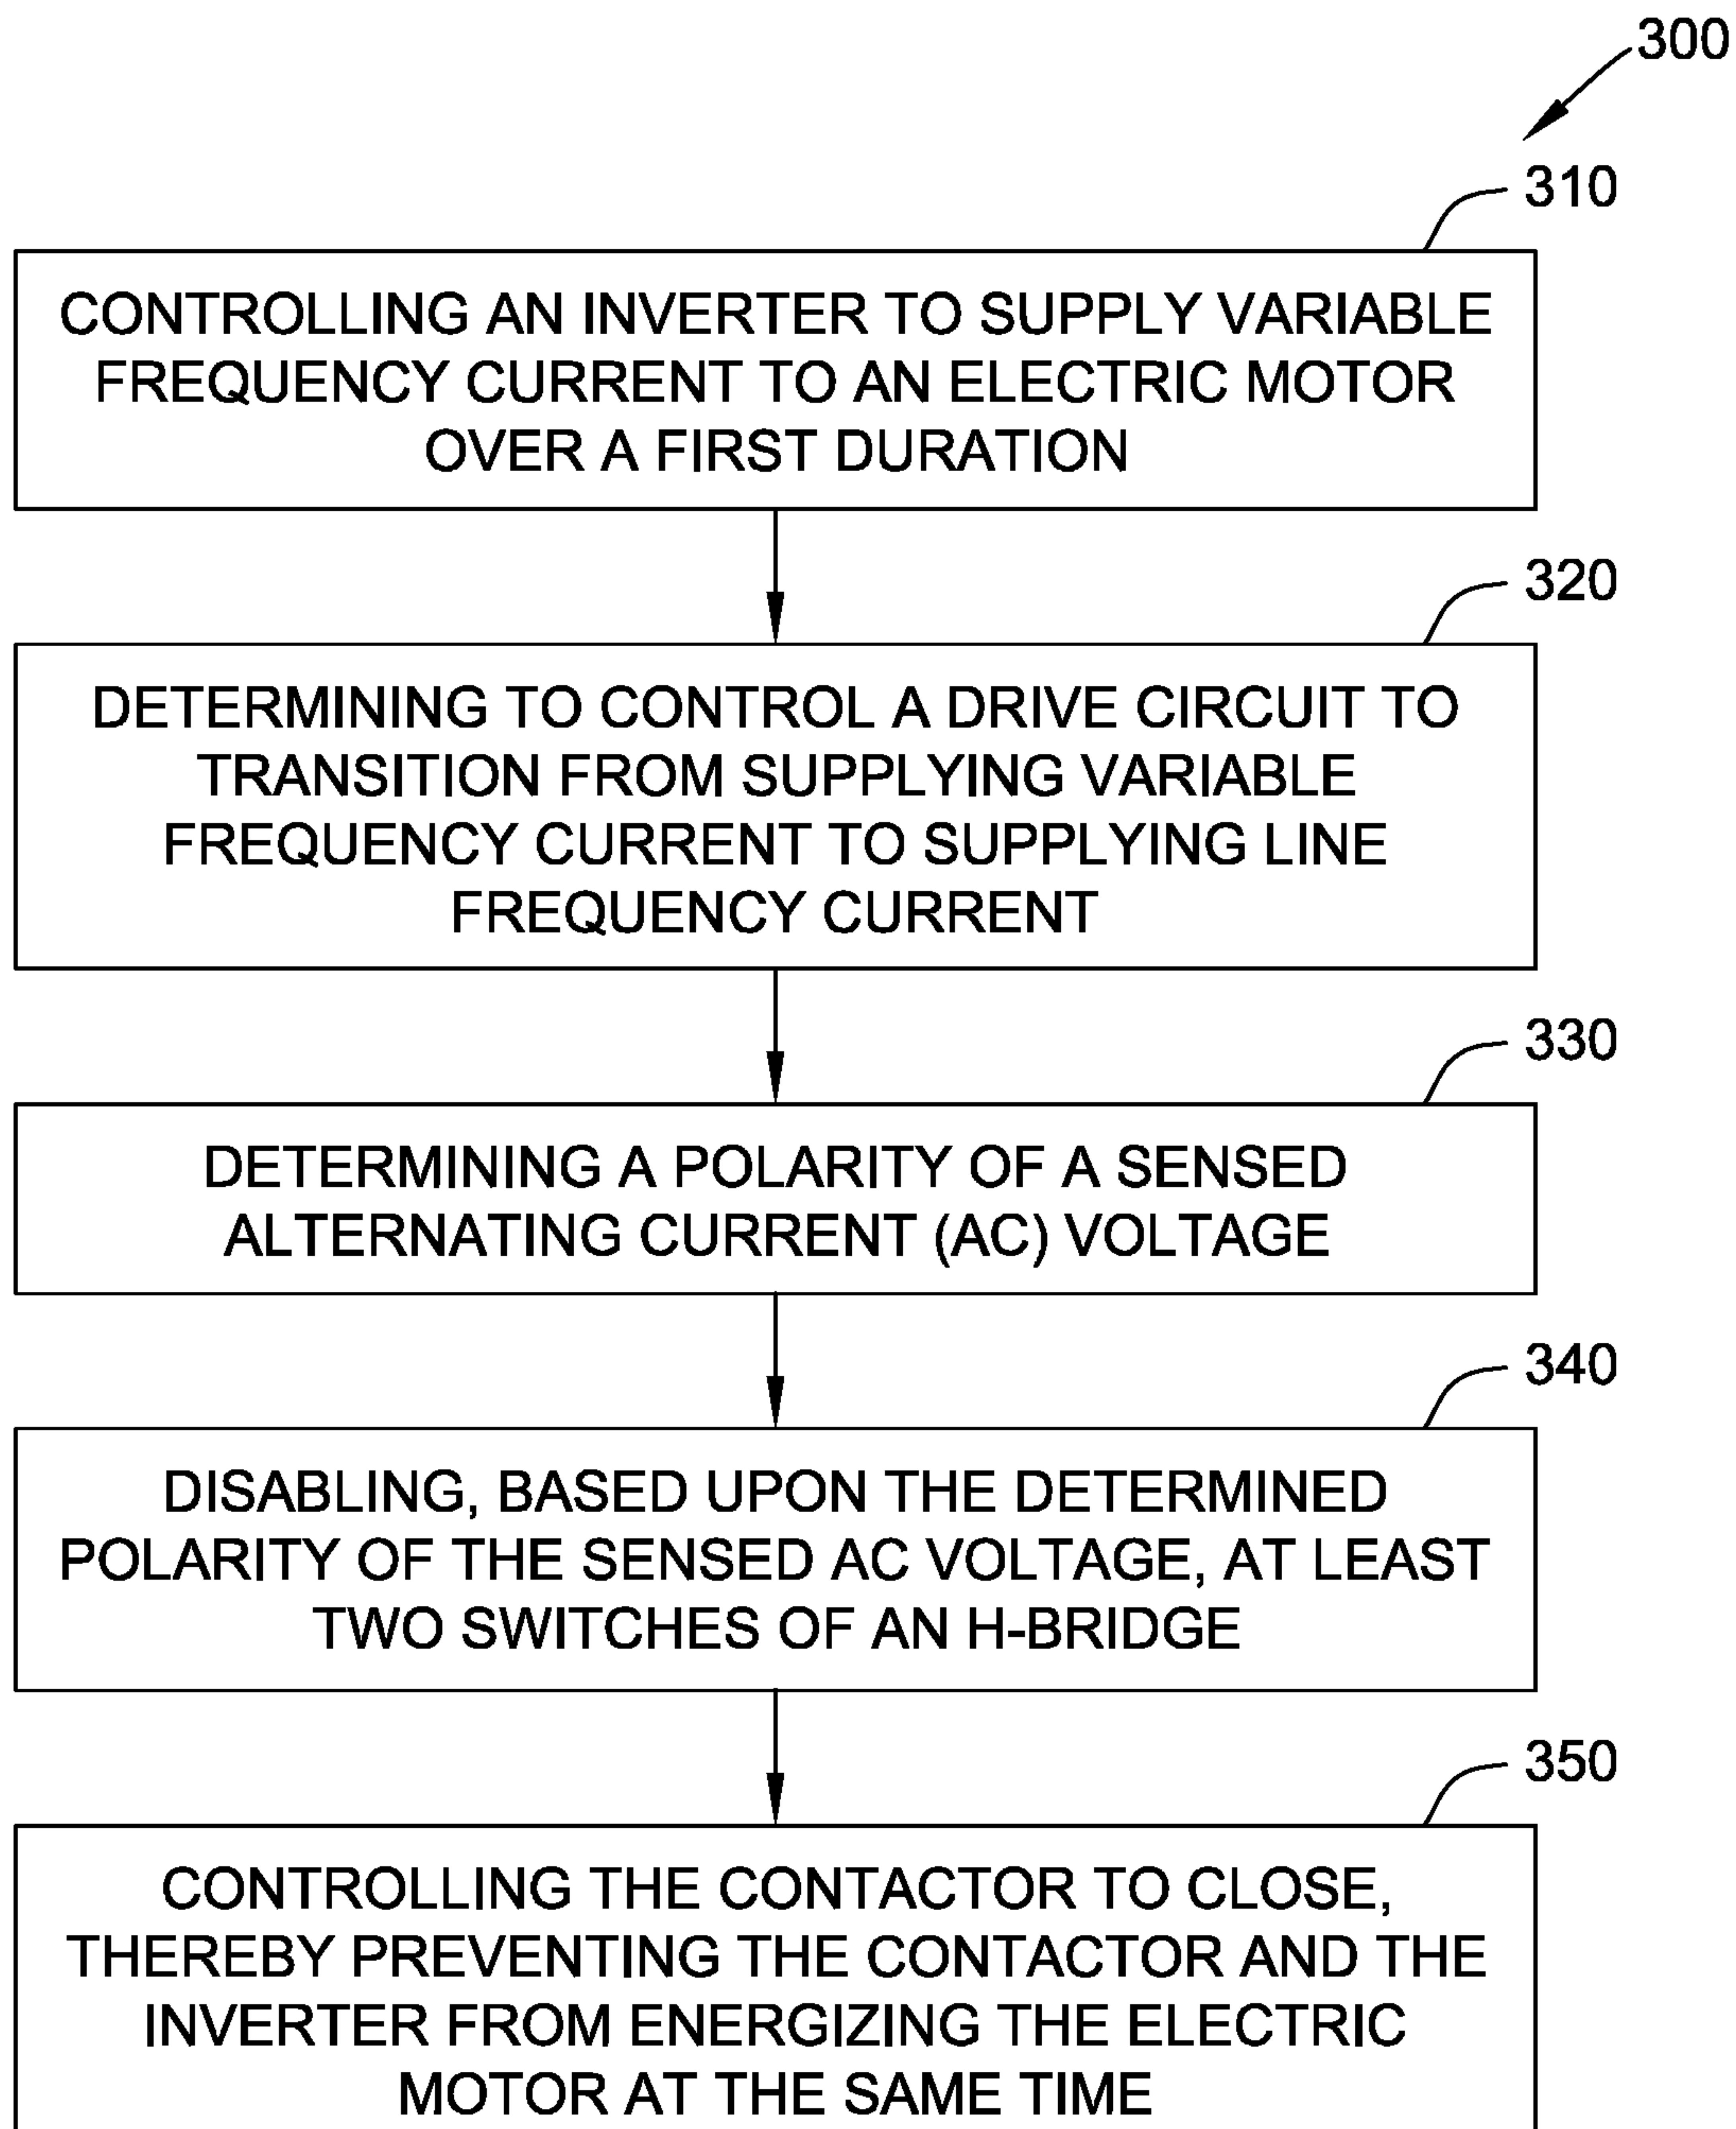 300
310
CONTROLLING AN INVERTER TO SUPPLY VARIABLE
FREQUENCY CURRENT TO AN ELECTRIC MOTOR
OVER A FIRST DURATION
320
DETERMINING TO CONTROL A DRIVE CIRCUIT TO
TRANSITION FROM SUPPLYING VARIABLE
FREQUENCY CURRENT TO SUPPLYING LINE
FREQUENCY CURRENT
330
DETERMINING A POLARITY OF A SENSED
ALTERNATING CURRENT (AC) VOLTAGE
340
DISABLING, BASED UPON THE DETERMINED
POLARITY OF THE SENSED AC VOLTAGE, AT LEAST
TWO SWITCHES OF AN H-BRIDGE
350
CONTROLLING THE CONTACTOR TO CLOSE,
THEREBY PREVENTING THE CONTACTOR AND THE
INVERTER FROM ENERGIZING THE ELECTRIC
MOTOR AT THE SAME TIME